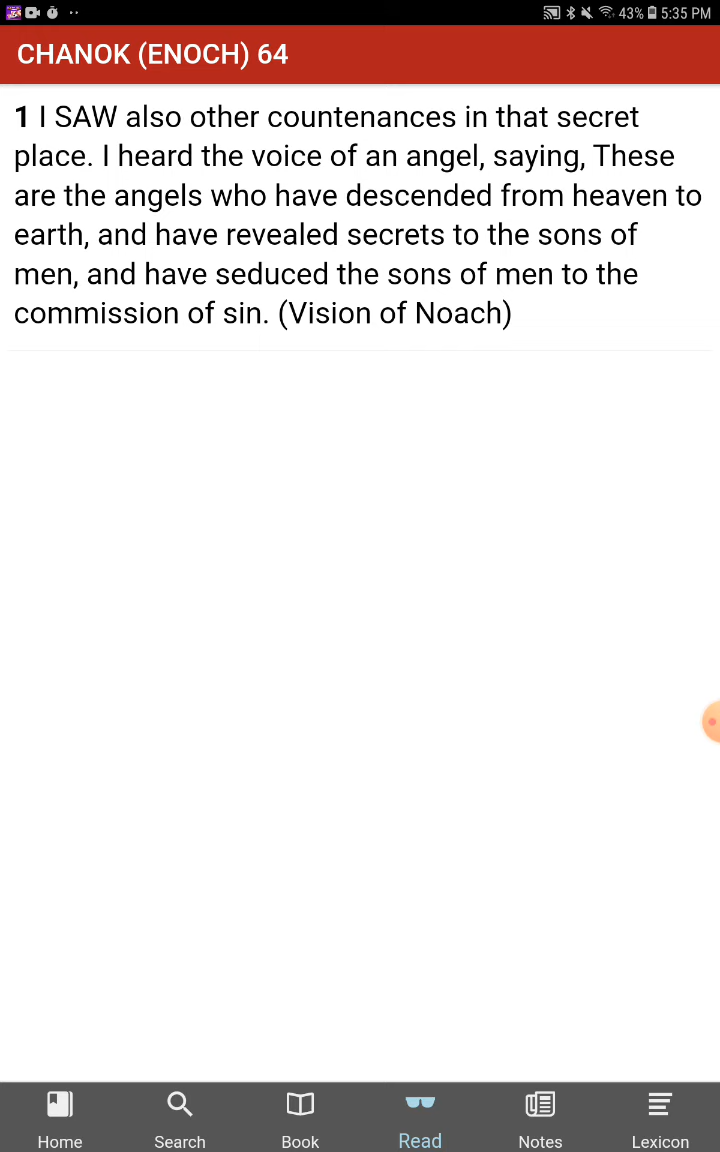 43% 5:35 PM
CHANOK (ENOCH) 64
1 I SAW also other countenances in that secret
place. I heard the voice of an angel, saying, These
are the angels who have descended from heaven to
earth, and have revealed secrets to the sons of
men, and have seduced the sons of men to the
commission of sin. (Vision of Noach)
Home Search Book Read Notes Lexicon